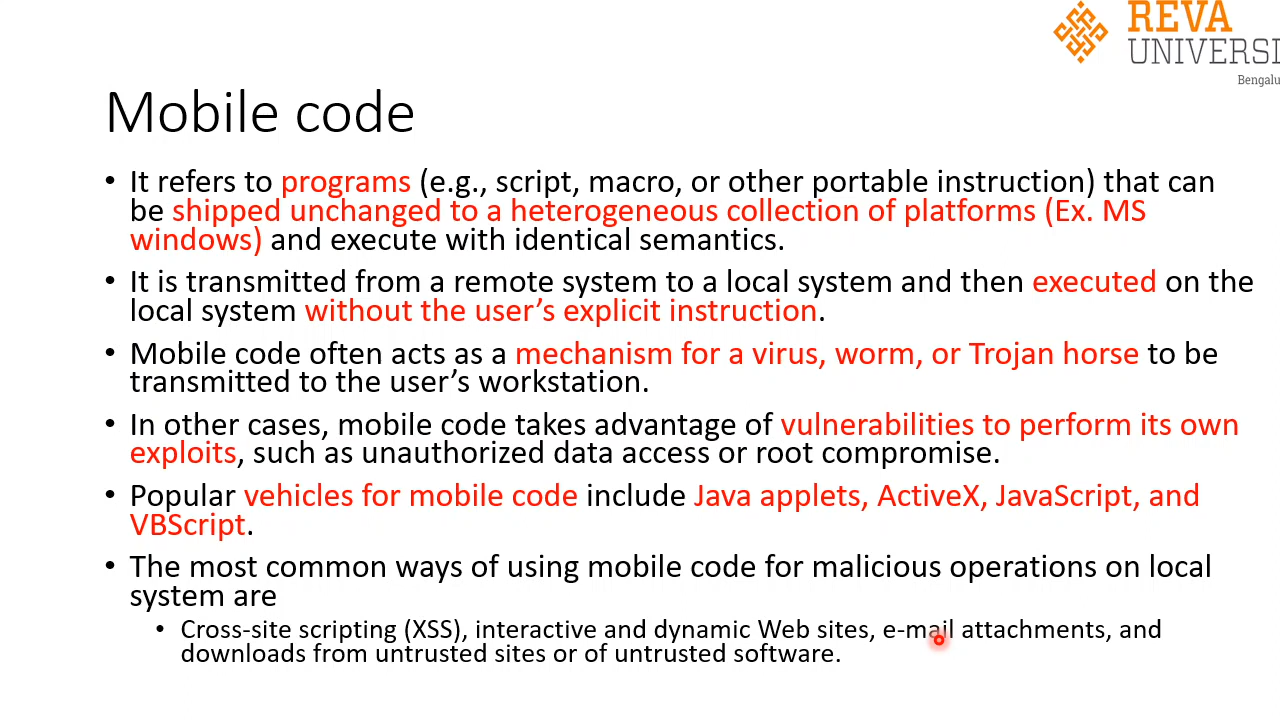 REVA
UNIVERSI
Bengalu
Mobile code
• It refers to programs (e.g., script, macro, or other portable instruction) that can
be shipped unchanged to a heterogeneous collection of platforms (Ex. MS
windows) and execute with identical semantics.
• It is transmitted from a remote system to a local system and then executed on the
local system without the user’s explicit instruction.
• Mobile code often acts as a mechanism for a virus, worm, or Trojan horse to be
transmitted to the user’s workstation.
• In other cases, mobile code takes advantage of vulnerabilities to perform its own
exploits, such as unauthorized data access or root compromise.
• Popular vehicles for mobile code include Java applets, ActiveX, JavaScript, and
VBScript.
• The most common ways of using mobile code for malicious operations on local
system are
• Cross-site scripting (XSS), interactive and dynamic Web sites, e-mail attachments, and
downloads from untrusted sites or of untrusted software.